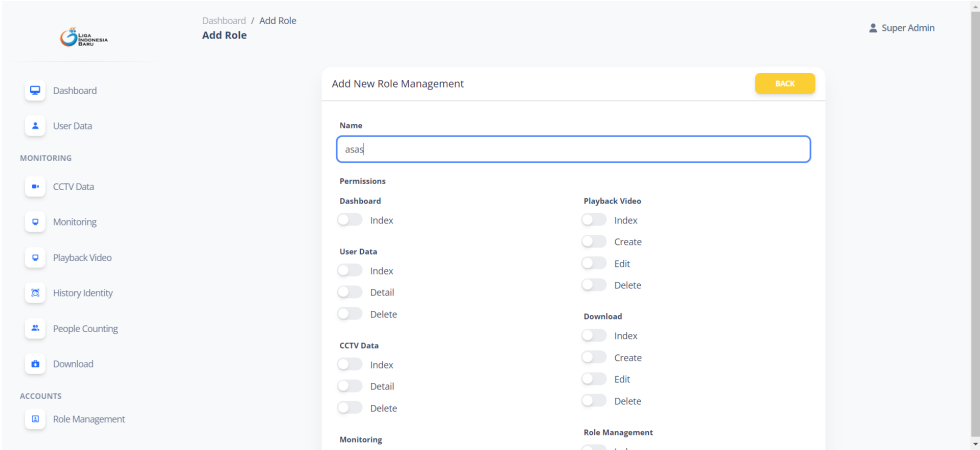 LIGA
INDONESIA
BARU
Dashboard / Add Role
Add Role
Super Admin
Dashboard
User Data
MONITORING
CCTV Data
Monitoring
Playback Video
History Identity
People Counting
Download
ACCOUNTS
Role Management
Add New Role Management
BACK
Name
asas
Permissions
Dashboard
Index
User Data
Index
Detail
Delete
CCTV Data
Index
Detail
Delete
Monitoring
Playback Video
Index
Create
Edit
Delete
Download
Index
Create
Edit
Delete
Role Management